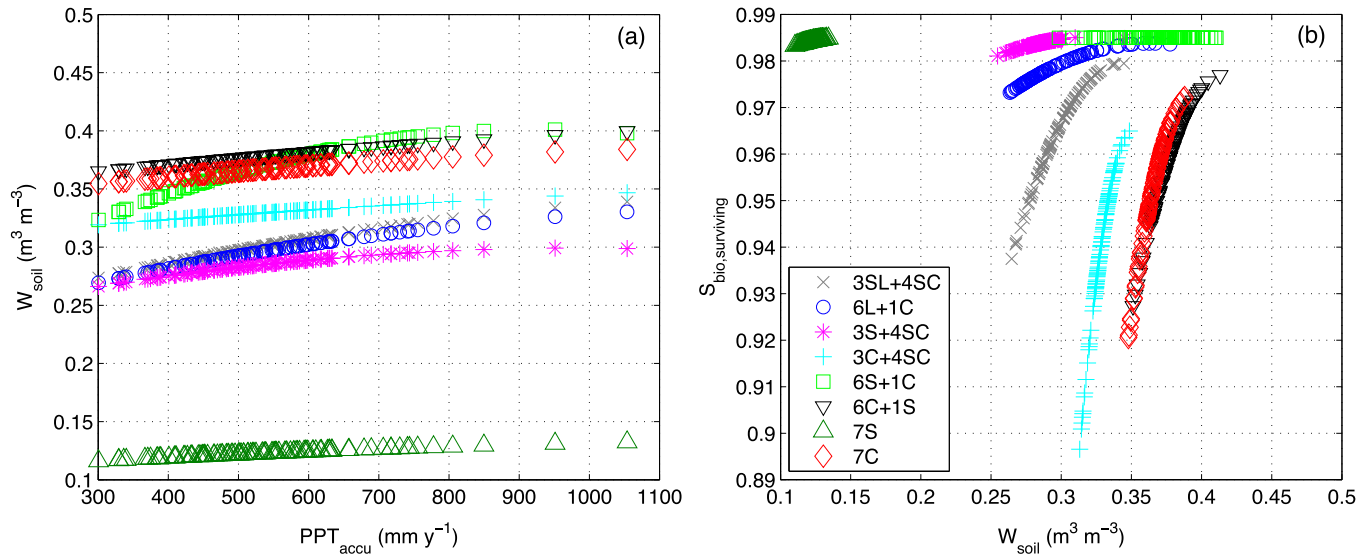 (a)
0.5
0.45
0.4
0.35
0.3
0.25
0.2
0.15
0.1
W_soil (m³ m⁻³)
300 400 500 600 700 800 900 1000 1100
PPT_accu (mm y⁻¹)
(b)
0.99
0.98
0.97
0.96
0.95
0.94
0.93
0.92
0.91
0.9
0.89
S_bio,surviving
3SL+4SC
6L+1C
3S+4SC
3C+4SC
6S+1C
6C+1S
7S
7C
0.1 0.15 0.2 0.25 0.3 0.35 0.4 0.45 0.5
W_soil (m³ m⁻³)